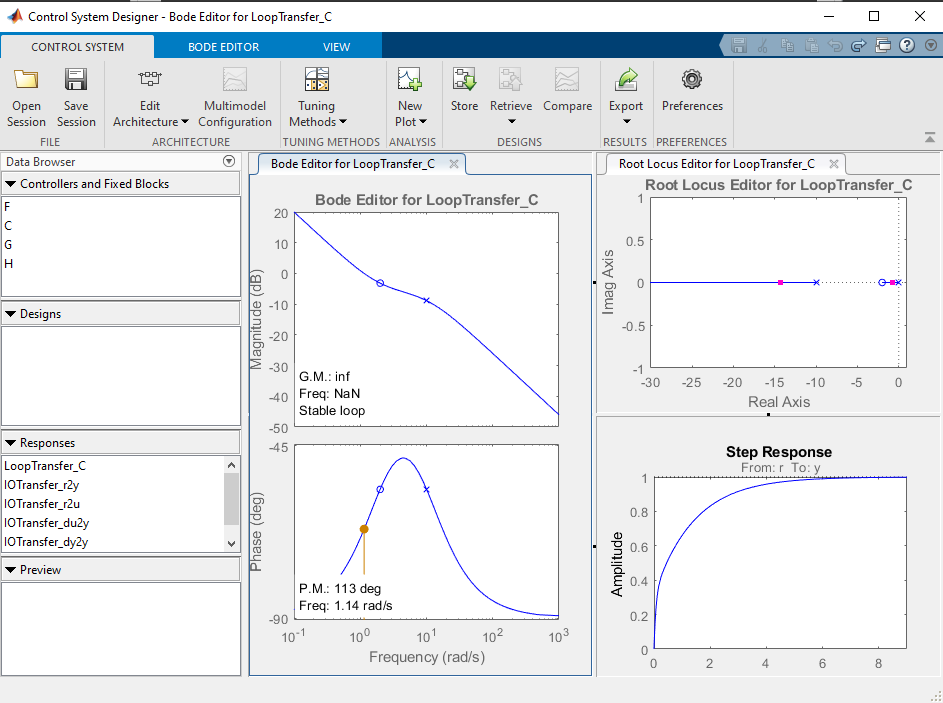 Control System Designer - Bode Editor for LoopTransfer_C
CONTROL SYSTEM BODE EDITOR VIEW
Open Session
Save Session
Edit Architecture
Multimodel Configuration
Tuning Methods
New Plot
Store
Retrieve
Compare
Export
Preferences
FILE ARCHITECTURE TUNING METHODS ANALYSIS DESIGNS RESULTS PREFERENCES
Data Browser
Controllers and Fixed Blocks
F
C
G
H
Designs
Responses
LoopTransfer_C
IOTransfer_r2y
IOTransfer_r2u
IOTransfer_du2y
IOTransfer_dy2y
Preview
Bode Editor for LoopTransfer_C
Bode Editor for LoopTransfer_C
Magnitude (dB)
20
10
0
-10
-20
-30
-40
-50
G.M.: inf
Freq: NaN
Stable loop
Phase (deg)
-45
-90
P.M.: 113 deg
Freq: 1.14 rad/s
10^-1 10^0 10^1 10^2 10^3
Frequency (rad/s)
Root Locus Editor for LoopTransfer_C
Root Locus Editor for LoopTransfer_C
Imag Axis
1
0.5
0
-0.5
-1
-30 -25 -20 -15 -10 -5 0
Real Axis
Step Response
From: r To: y
Amplitude
1
0.8
0.6
0.4
0.2
0
0 2 4 6 8